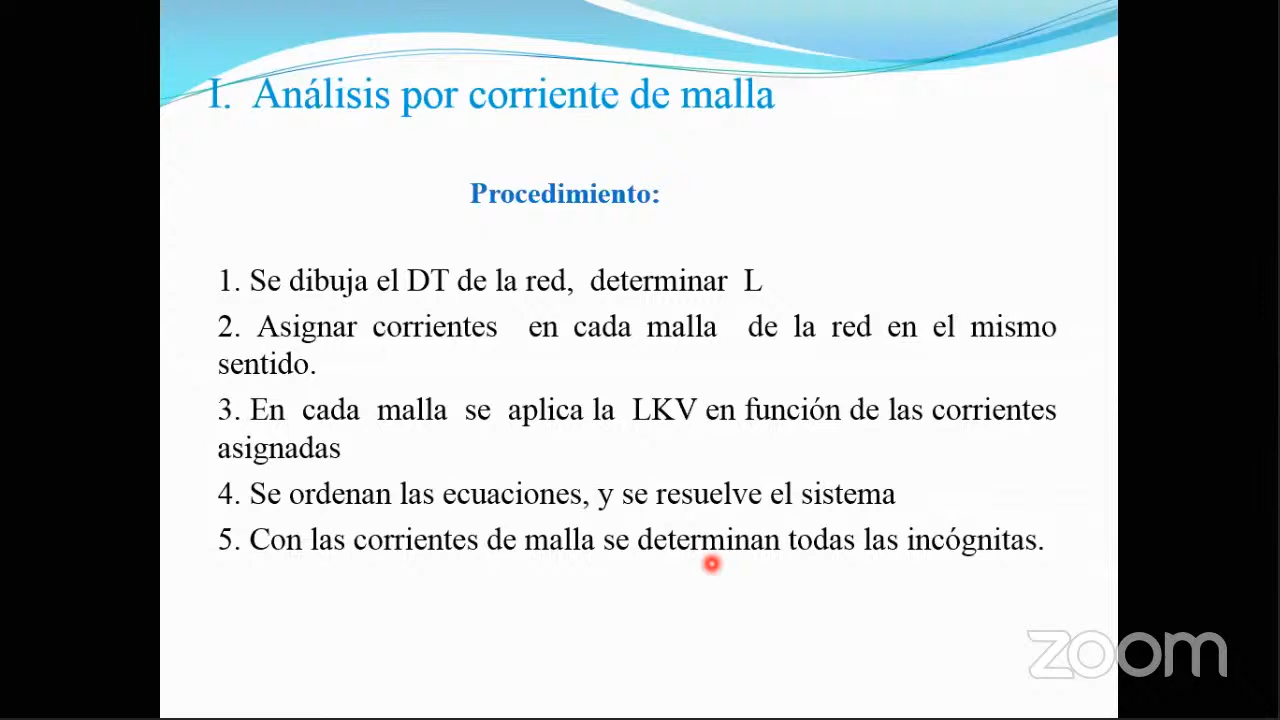 I. Análisis por corriente de malla
Procedimiento:
1. Se dibuja el DT de la red, determinar L
2. Asignar corrientes en cada malla de la red en el mismo
sentido.
3. En cada malla se aplica la LKV en función de las corrientes
asignadas
4. Se ordenan las ecuaciones, y se resuelve el sistema
5. Con las corrientes de malla se determinan todas las incógnitas.
zoom